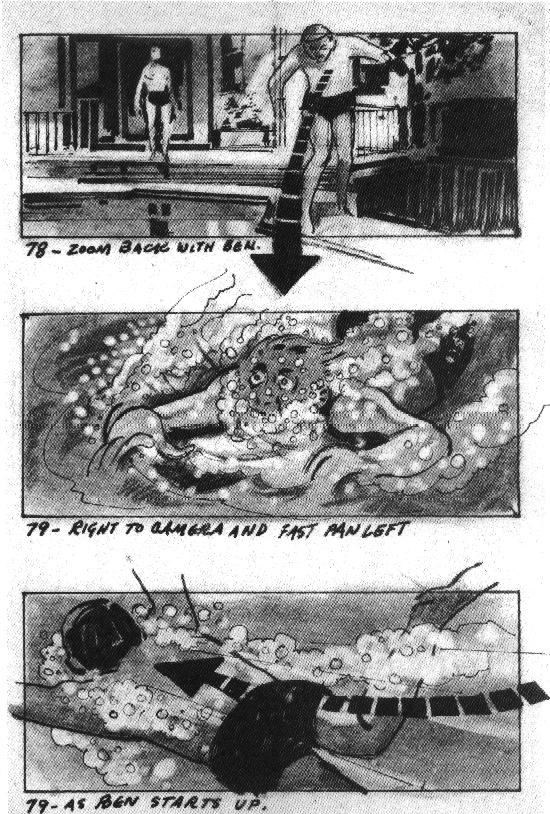 78 - ZOOM BACK WITH BEN.
79 - RIGHT TO CAMERA AND FAST PAN LEFT
79 - AS BEN STARTS UP.